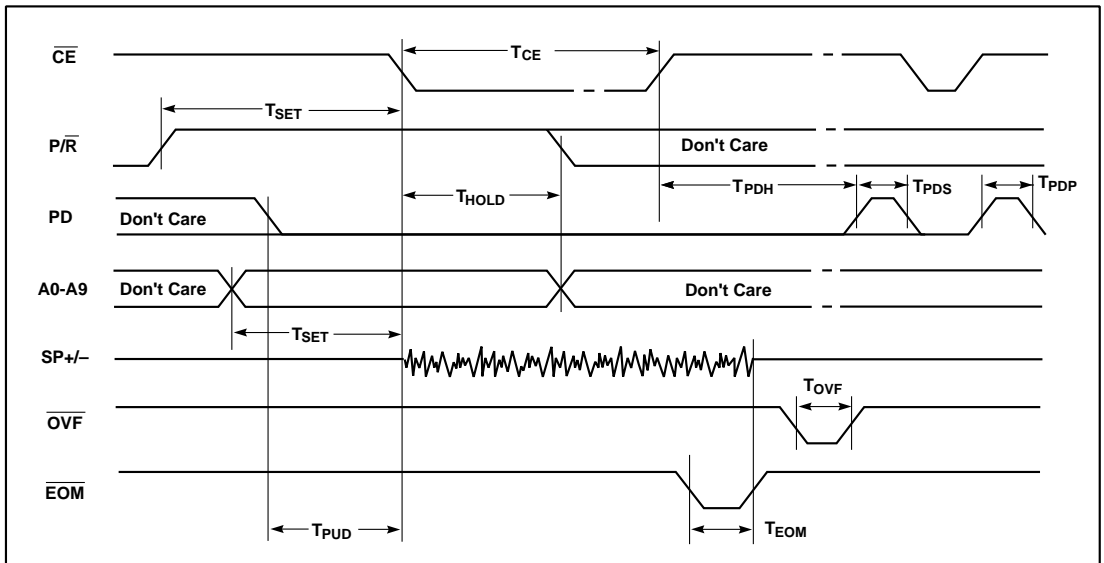 CE
TCE
TSET
P/R
Don't Care
THOLD
TPDH
TPDS
TPDP
PD
Don't Care
A0-A9
Don't Care
Don't Care
TSET
SP+/–
TOVF
OVF
EOM
TPUD
TEOM